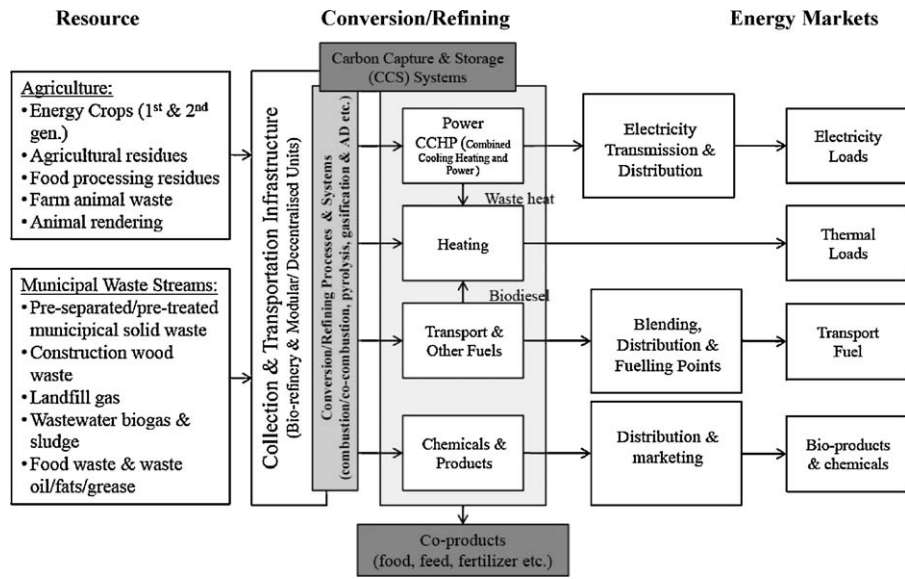 Resource
Conversion/Refining
Energy Markets
Carbon Capture & Storage
(CCS) Systems
Agriculture:
• Energy Crops (1st & 2nd
gen.)
• Agricultural residues
• Food processing residues
• Farm animal waste
• Animal rendering
Municipal Waste Streams:
• Pre-separated/pre-treated
municipical solid waste
• Construction wood
waste
• Landfill gas
• Wastewater biogas &
sludge
• Food waste & waste
oil/fats/grease
Collection & Transportation Infrastructure
(Bio-refinery & Modular/ Decentralised Units)
Conversion/Refining Processes & Systems
(combustion/co-combustion, pyrolysis, gasification & AD etc.)
Power
CCHP (Combined
Cooling Heating and
Power)
Waste heat
Heating
Biodiesel
Transport &
Other Fuels
Chemicals &
Products
Co-products
(food, feed, fertilizer etc.)
Electricity
Transmission &
Distribution
Blending,
Distribution &
Fuelling Points
Distribution &
marketing
Electricity
Loads
Thermal
Loads
Transport
Fuel
Bio-products
& chemicals